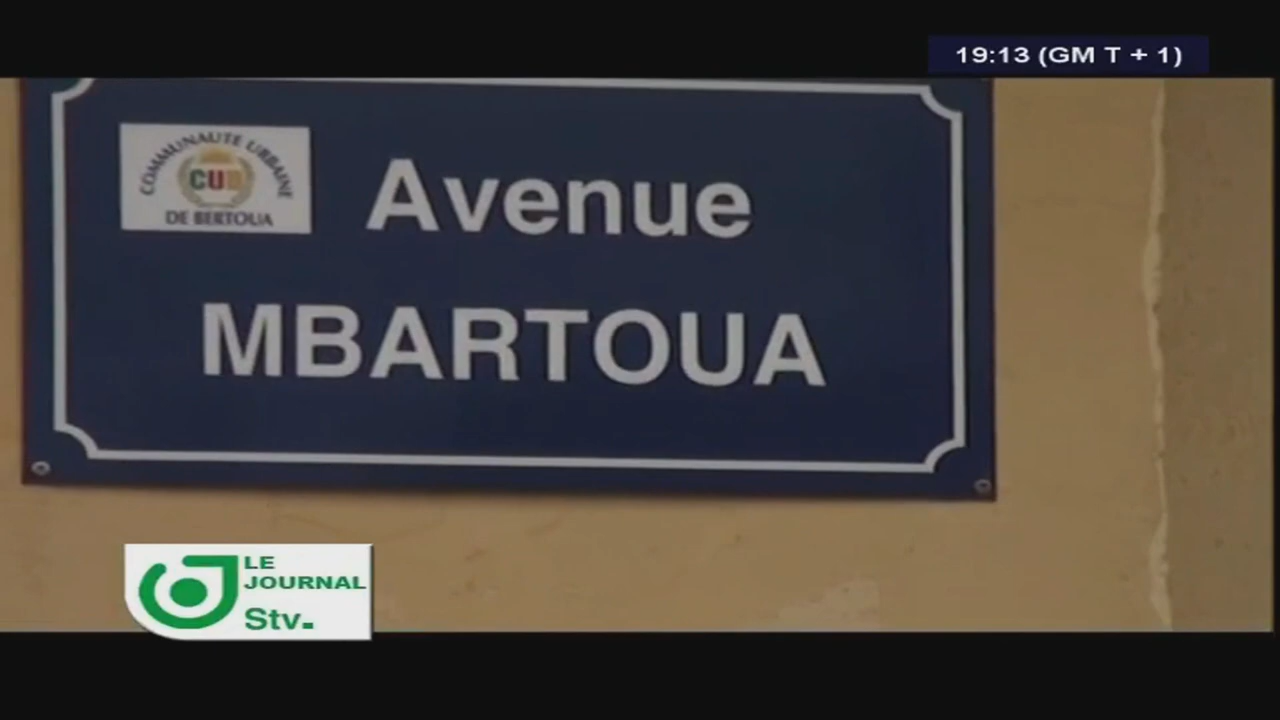 19:13 (GM T + 1)
COMMUNAUTE URBAINE
CUB
DE BERTOUA
Avenue
MBARTOUA
LE
JOURNAL
Stv.